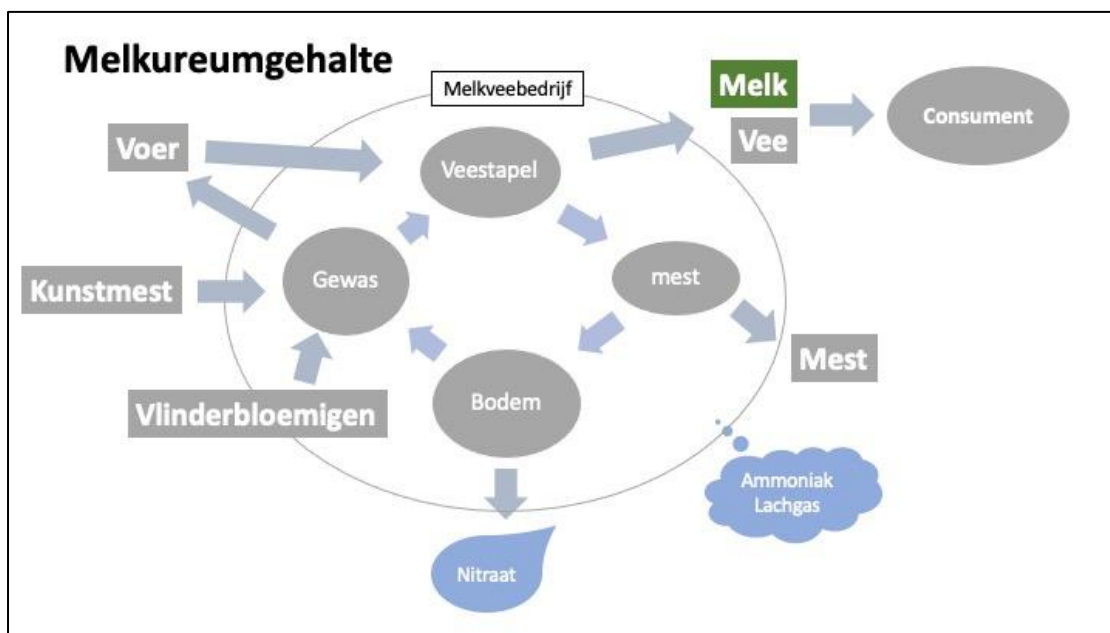 Melkureumgehalte
Melkveebedrijf
Melk
Vee
Consument
Voer
Veestapel
Kunstmest
Gewas
mest
Mest
Vlinderbloemigen
Bodem
Ammoniak
Lachgas
Nitraat